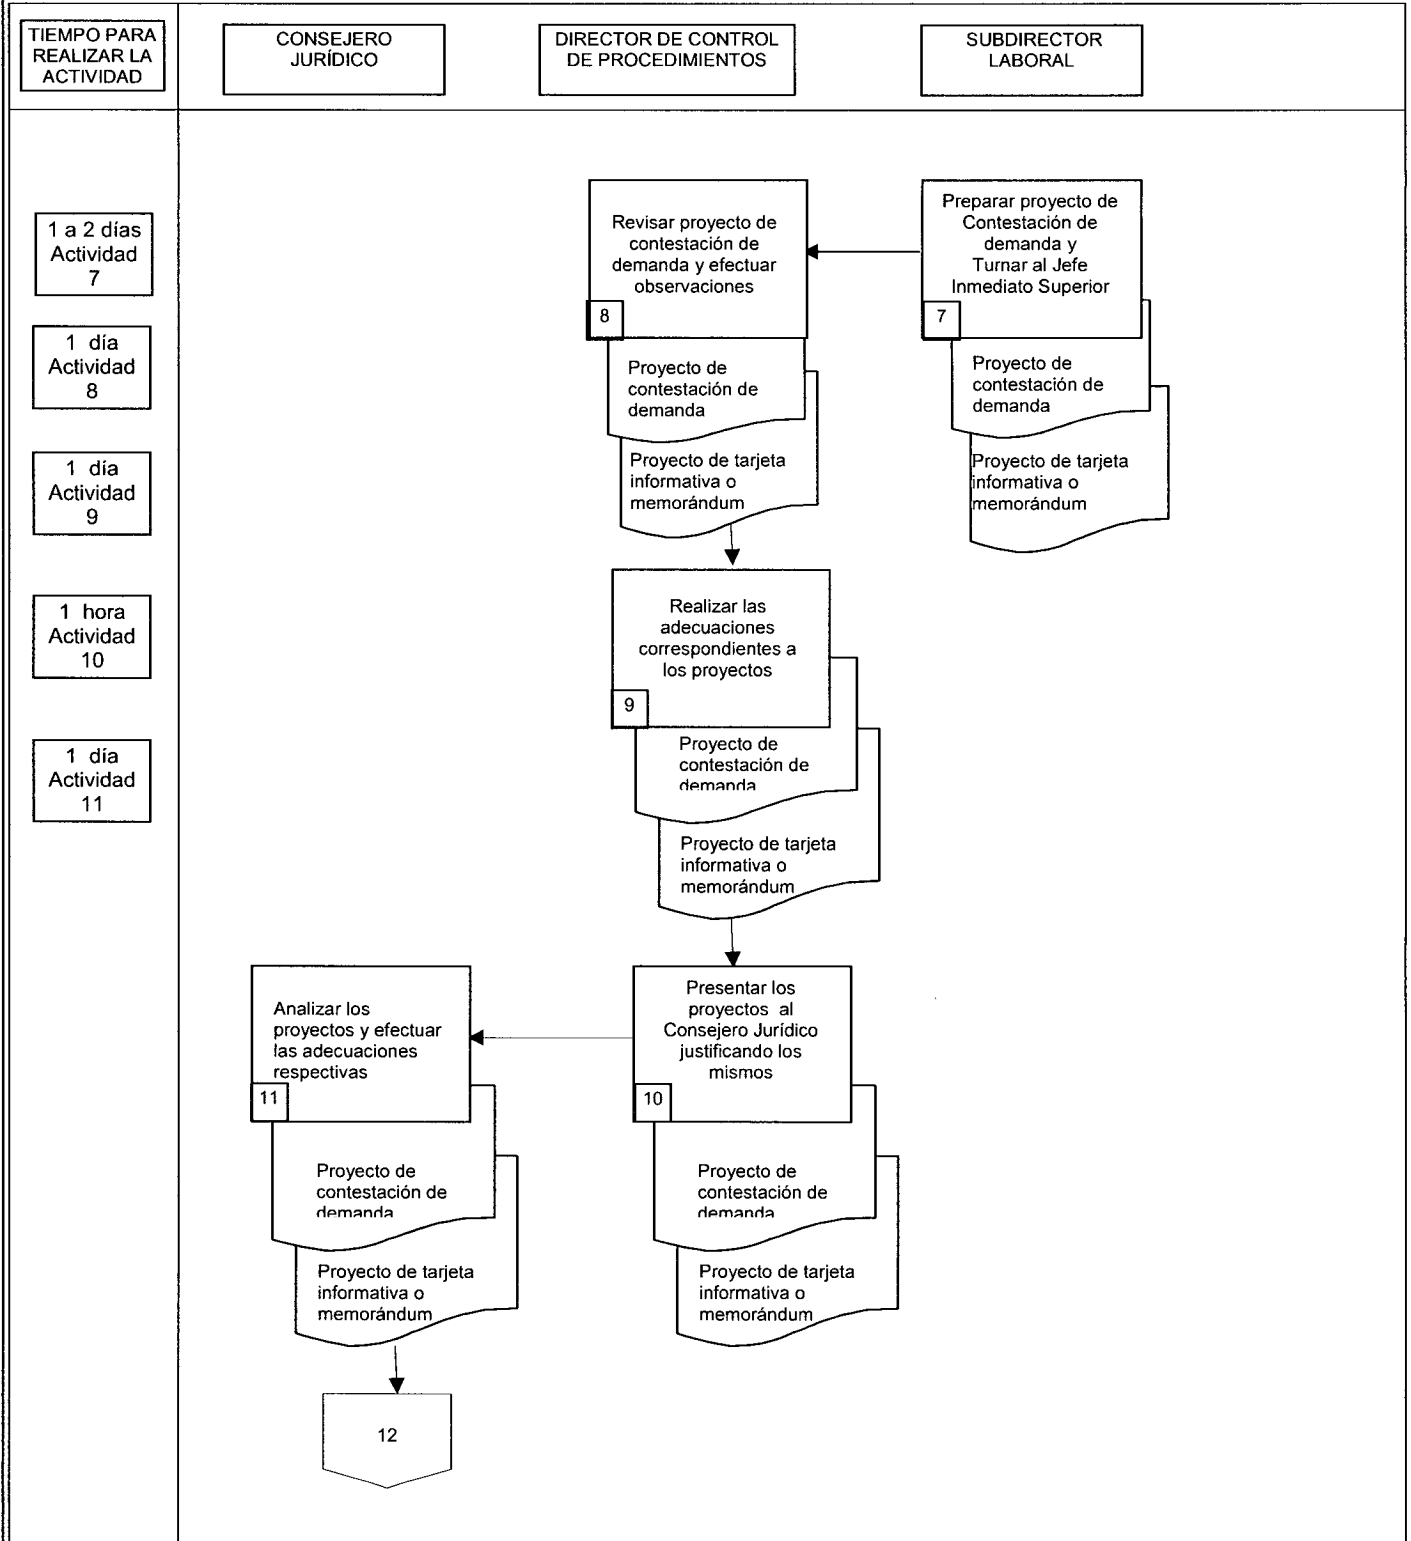 TIEMPO PARA
REALIZAR LA
ACTIVIDAD
CONSEJERO
JURÍDICO
DIRECTOR DE CONTROL
DE PROCEDIMIENTOS
SUBDIRECTOR
LABORAL
1 a 2 días
Actividad
7
1 día
Actividad
8
1 día
Actividad
9
1 hora
Actividad
10
1 día
Actividad
11
Preparar proyecto de
Contestación de
demanda y
Turnar al Jefe
Inmediato Superior
7
Proyecto de
contestación de
demanda
Proyecto de tarjeta
informativa o
memorándum
Revisar proyecto de
contestación de
demanda y efectuar
observaciones
8
Proyecto de
contestación de
demanda
Proyecto de tarjeta
informativa o
memorándum
Realizar las
adecuaciones
correspondientes a
los proyectos
9
Proyecto de
contestación de
demanda
Proyecto de tarjeta
informativa o
memorándum
Presentar los
proyectos al
Consejero Jurídico
justificando los
mismos
10
Proyecto de
contestación de
demanda
Proyecto de tarjeta
informativa o
memorándum
Analizar los
proyectos y efectuar
las adecuaciones
respectivas
11
Proyecto de
contestación de
demanda
Proyecto de tarjeta
informativa o
memorándum
12